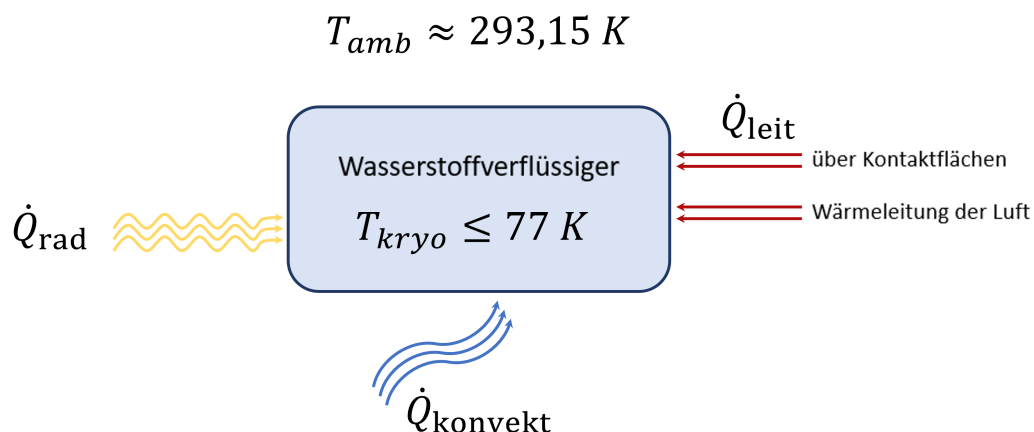 T_amb ≈ 293,15 K
Q̇_leit
Wasserstoffverflüssiger
über Kontaktflächen
Q̇_rad
T_kryo ≤ 77 K
Wärmeleitung der Luft
Q̇_konvekt